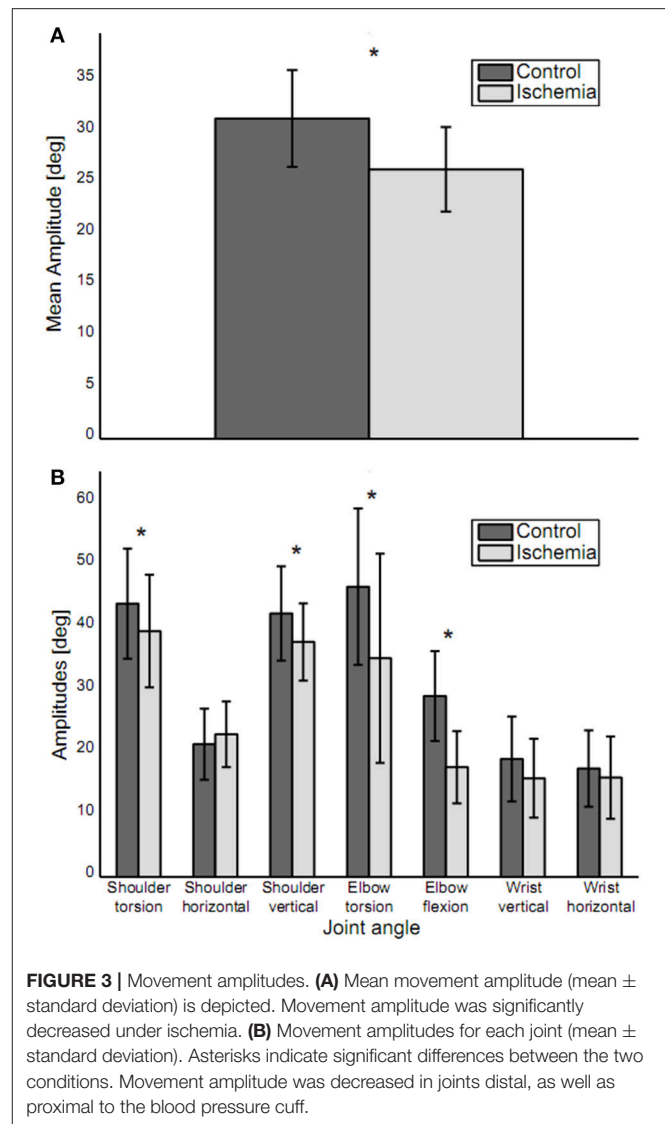 A
*
Control
Ischemia
35
30
25
20
15
10
5
0
Mean Amplitude [deg]
B
60
50
40
30
20
10
0
Amplitudes [deg]
*
*
*
*
Control
Ischemia
Shoulder Shoulder Shoulder Elbow Elbow Wrist Wrist
torsion horizontal vertical torsion flexion vertical horizontal
Joint angle
FIGURE 3 | Movement amplitudes. (A) Mean movement amplitude (mean ±
standard deviation) is depicted. Movement amplitude was significantly
decreased under ischemia. (B) Movement amplitudes for each joint (mean ±
standard deviation). Asterisks indicate significant differences between the two
conditions. Movement amplitude was decreased in joints distal, as well as
proximal to the blood pressure cuff.